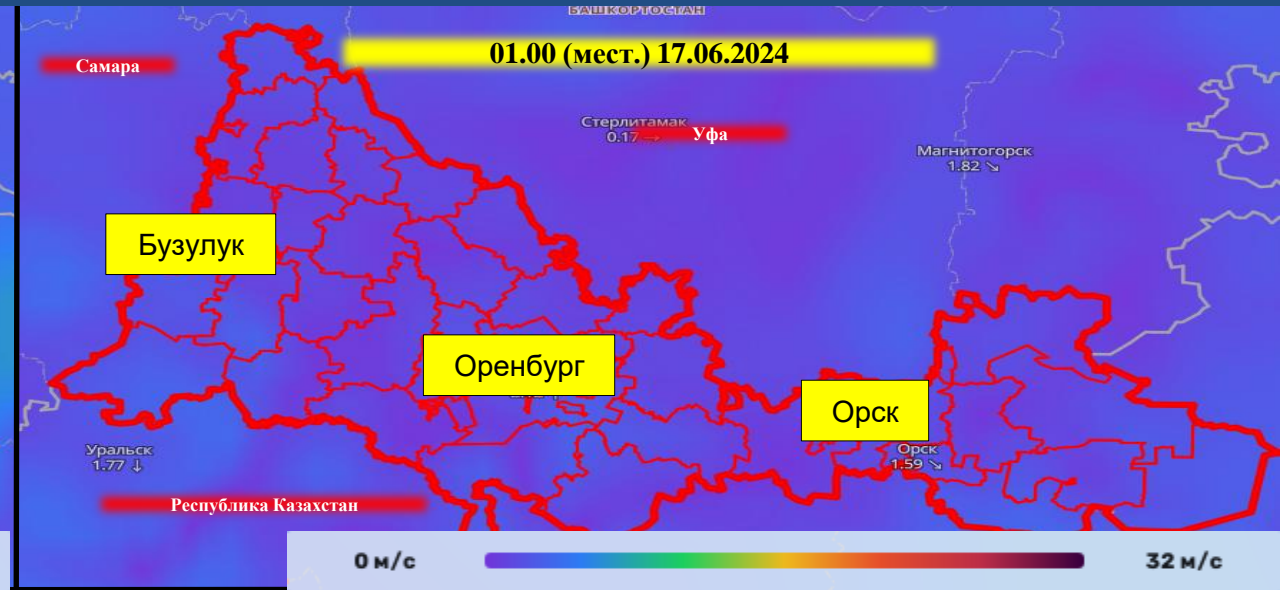 БАШКОРТОСТАН
01.00 (мест.) 17.06.2024
Самара
Стерлитамак
0.17 →
Уфа
Магнитогорск
1.82 ↘
Бузулук
Оренбург
Орск
Уральск
1.77 ↓
Орск
1.59 ↘
Республика Казахстан
0 м/с
32 м/с